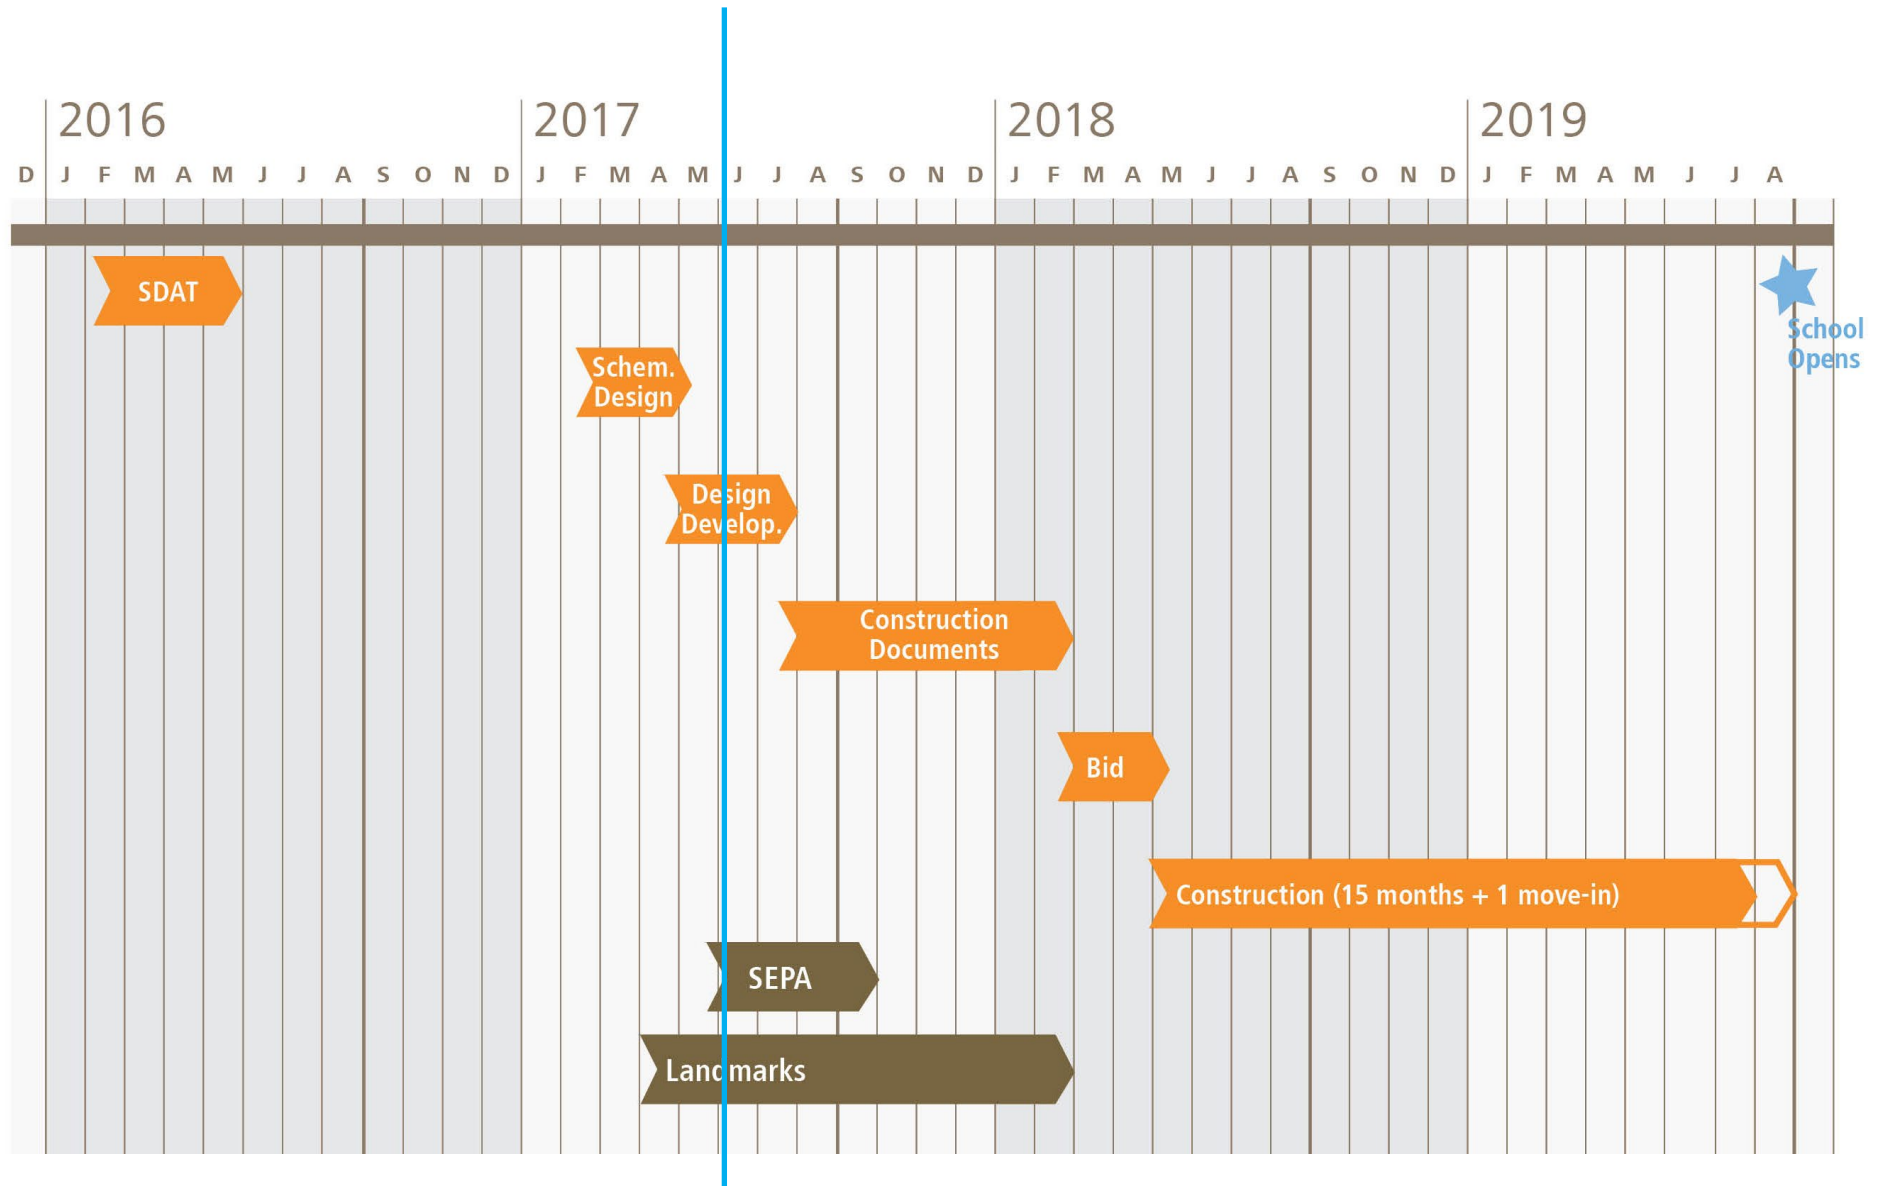 2016 2017 2018 2019
D J F M A M J J A S O N D J F M A M J J A S O N D J F M A M J J A S O N D J F M A M J J A
SDAT
School
Opens
Schem.
Design
Design
Develop.
Construction
Documents
Bid
Construction (15 months + 1 move-in)
SEPA
Landmarks